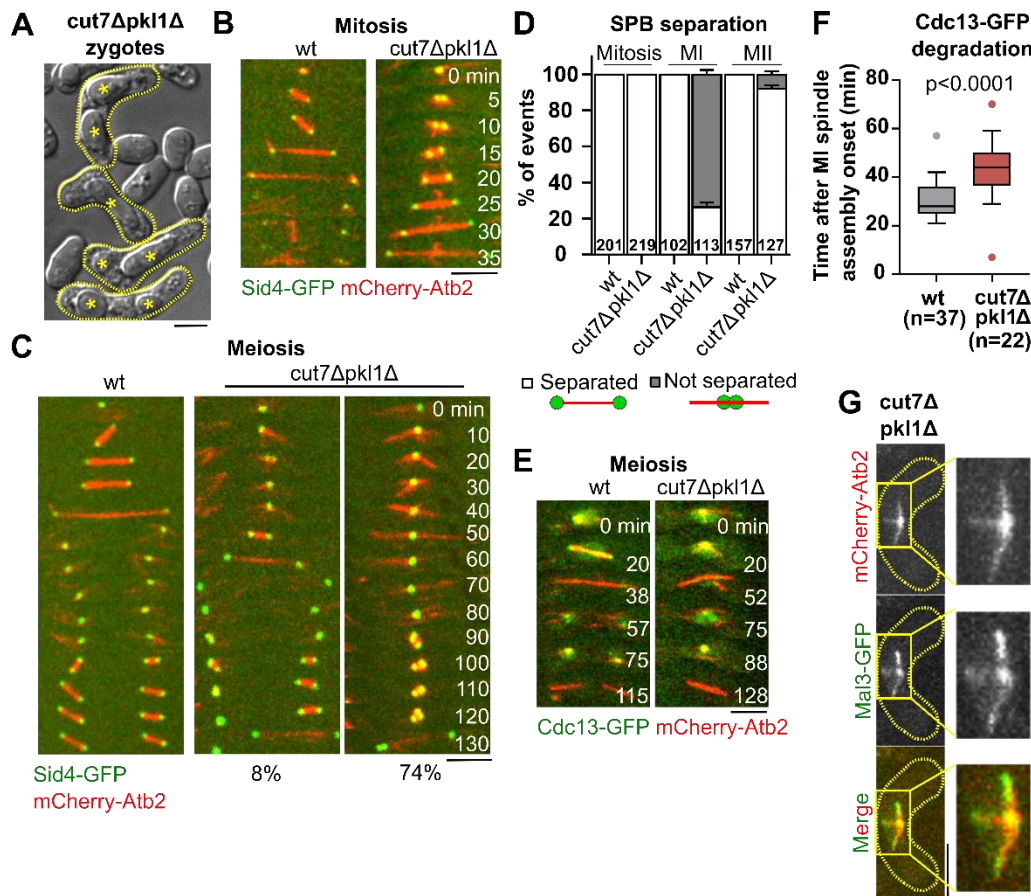 A
cut7Δpkl1Δ
zygotes
*
*
*
*
*
*
B
Mitosis
wt
cut7Δpkl1Δ
0 min
5
10
15
20
25
30
35
Sid4-GFP mCherry-Atb2
C
Meiosis
wt
cut7Δpkl1Δ
0 min
10
20
30
40
50
60
70
80
90
100
110
120
130
Sid4-GFP
mCherry-Atb2
8%
74%
D
SPB separation
Mitosis MI MII
% of events
100
80
60
40
20
0
201 219 102 113 157 127
wt
cut7Δpkl1Δ
wt
cut7Δpkl1Δ
wt
cut7Δpkl1Δ
Separated Not separated
E
Meiosis
wt
cut7Δpkl1Δ
0 min
20
38
57
75
115
0 min
20
52
75
88
128
Cdc13-GFP mCherry-Atb2
F
Cdc13-GFP
degradation
p<0.0001
Time after MI spindle
assembly onset (min)
80
60
40
20
0
wt
(n=37)
cut7Δ
pkl1Δ
(n=22)
G
cut7Δ
pkl1Δ
mCherry-Atb2
Mal3-GFP
Merge